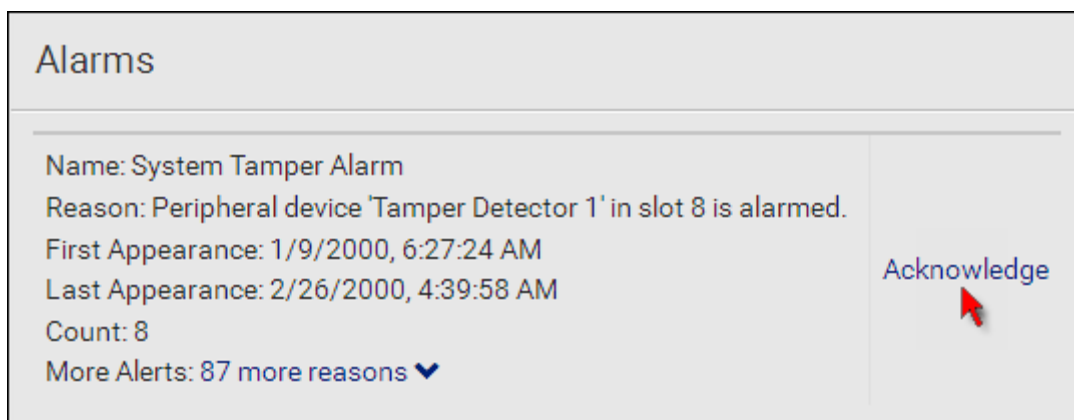 Alarms
Name: System Tamper Alarm
Reason: Peripheral device 'Tamper Detector 1' in slot 8 is alarmed.
First Appearance: 1/9/2000, 6:27:24 AM
Last Appearance: 2/26/2000, 4:39:58 AM
Count: 8
More Alerts: 87 more reasons
Acknowledge